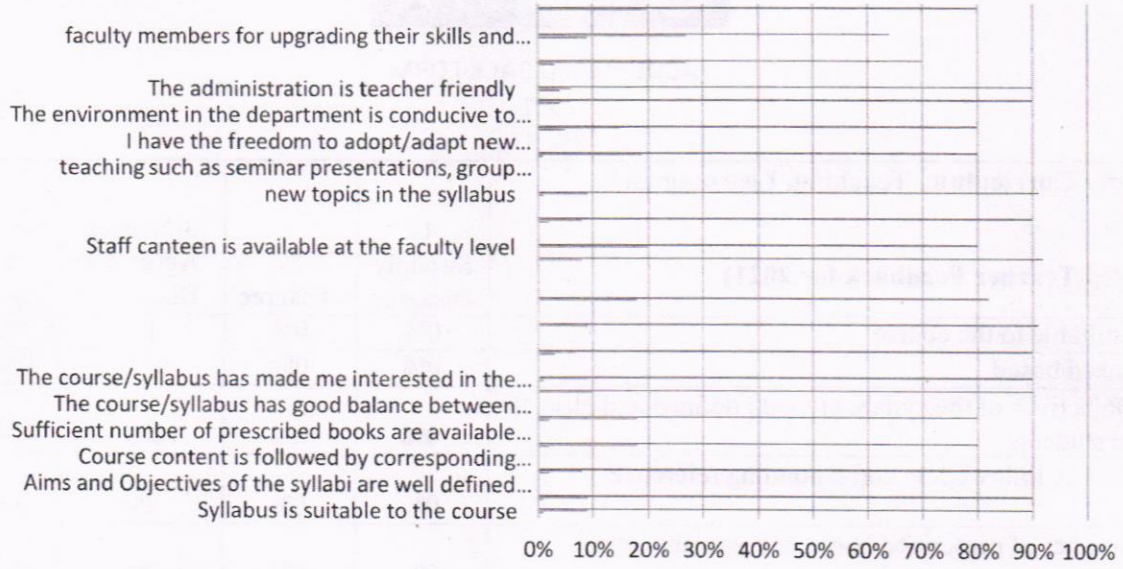 faculty members for upgrading their skills and...
The administration is teacher friendly
The environment in the department is conducive to...
I have the freedom to adopt/adapt new...
teaching such as seminar presentations, group...
new topics in the syllabus
Staff canteen is available at the faculty level
The course/syllabus has made me interested in the...
The course/syllabus has good balance between...
Sufficient number of prescribed books are available...
Course content is followed by corresponding...
Aims and Objectives of the syllabi are well defined...
Syllabus is suitable to the course
0% 10% 20% 30% 40% 50% 60% 70% 80% 90% 100%